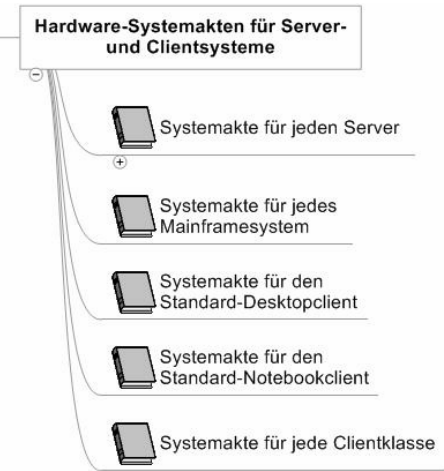 Hardware-Systemakten für Server-
und Clientsysteme
Systemakte für jeden Server
Systemakte für jedes
Mainframesystem
Systemakte für den
Standard-Desktopclient
Systemakte für den
Standard-Notebookclient
Systemakte für jede Clientklasse